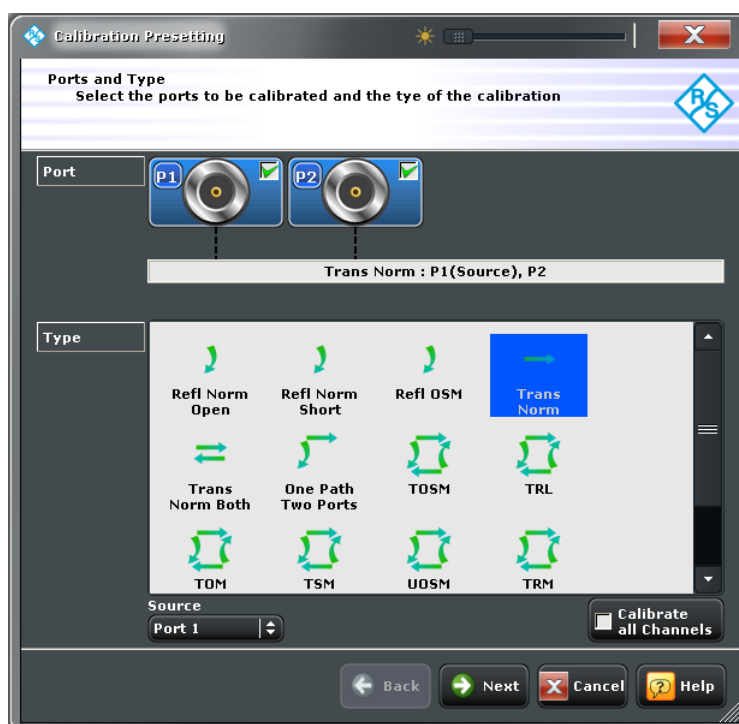 Calibration Presetting
X
Ports and Type
Select the ports to be calibrated and the tye of the calibration
R&S
Port
P1
P2
Trans Norm : P1(Source), P2
Type
Refl Norm
Open
Refl Norm
Short
Refl OSM
Trans
Norm
Trans
Norm Both
One Path
Two Ports
TOSM
TRL
TOM
TSM
UOSM
TRM
Source
Port 1
Calibrate
all Channels
Back
Next
X Cancel
? Help